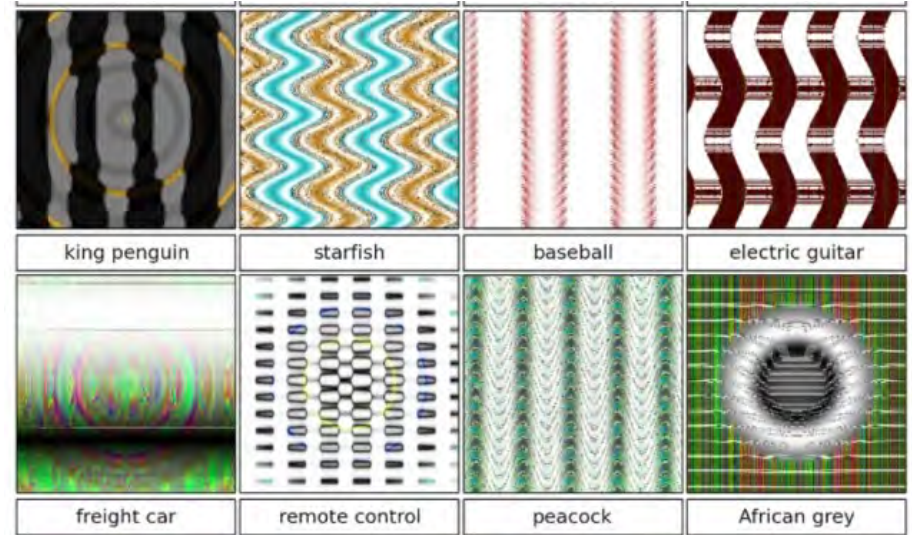 king penguin
starfish
baseball
electric guitar
freight car
remote control
peacock
African grey